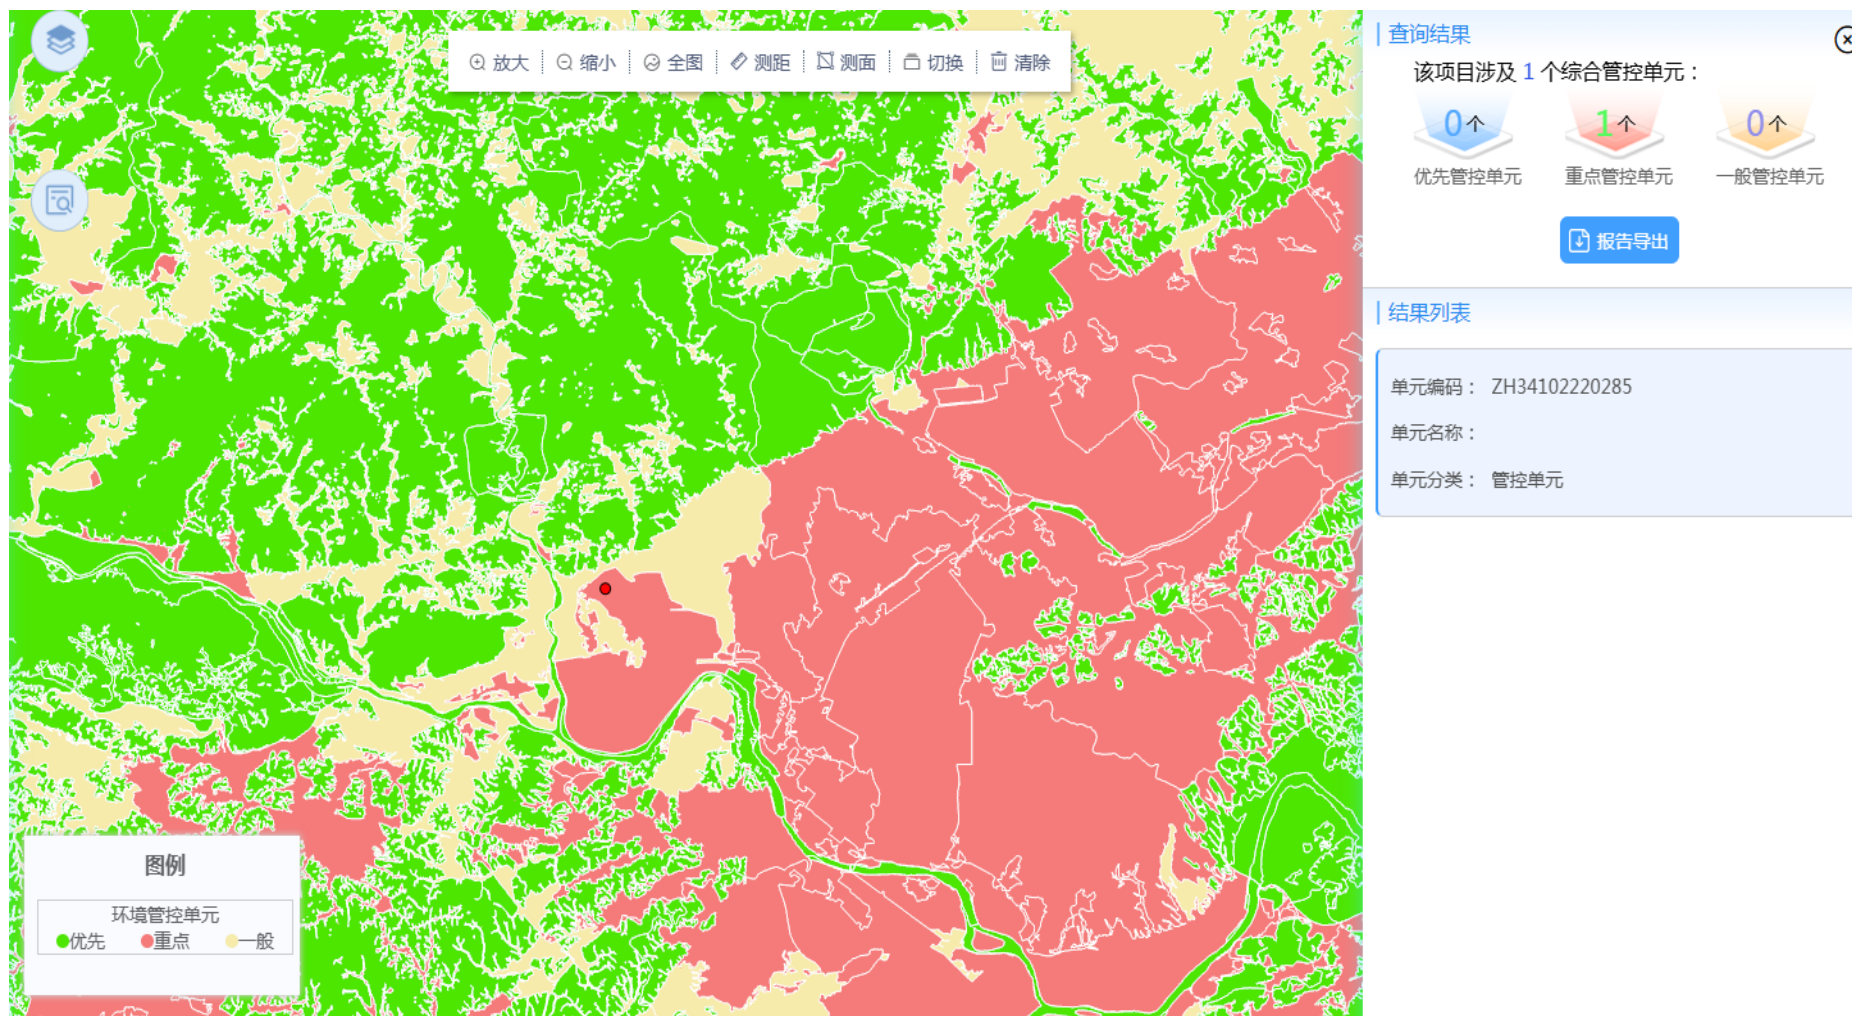 放大 缩小 全图 测距 测面 切换 清除
查询结果
该项目涉及 1 个综合管控单元：
0个 1个 0个
优先管控单元 重点管控单元 一般管控单元
报告导出
结果列表
单元编码： ZH34102220285
单元名称：
单元分类： 管控单元
图例
环境管控单元
优先 重点 一般